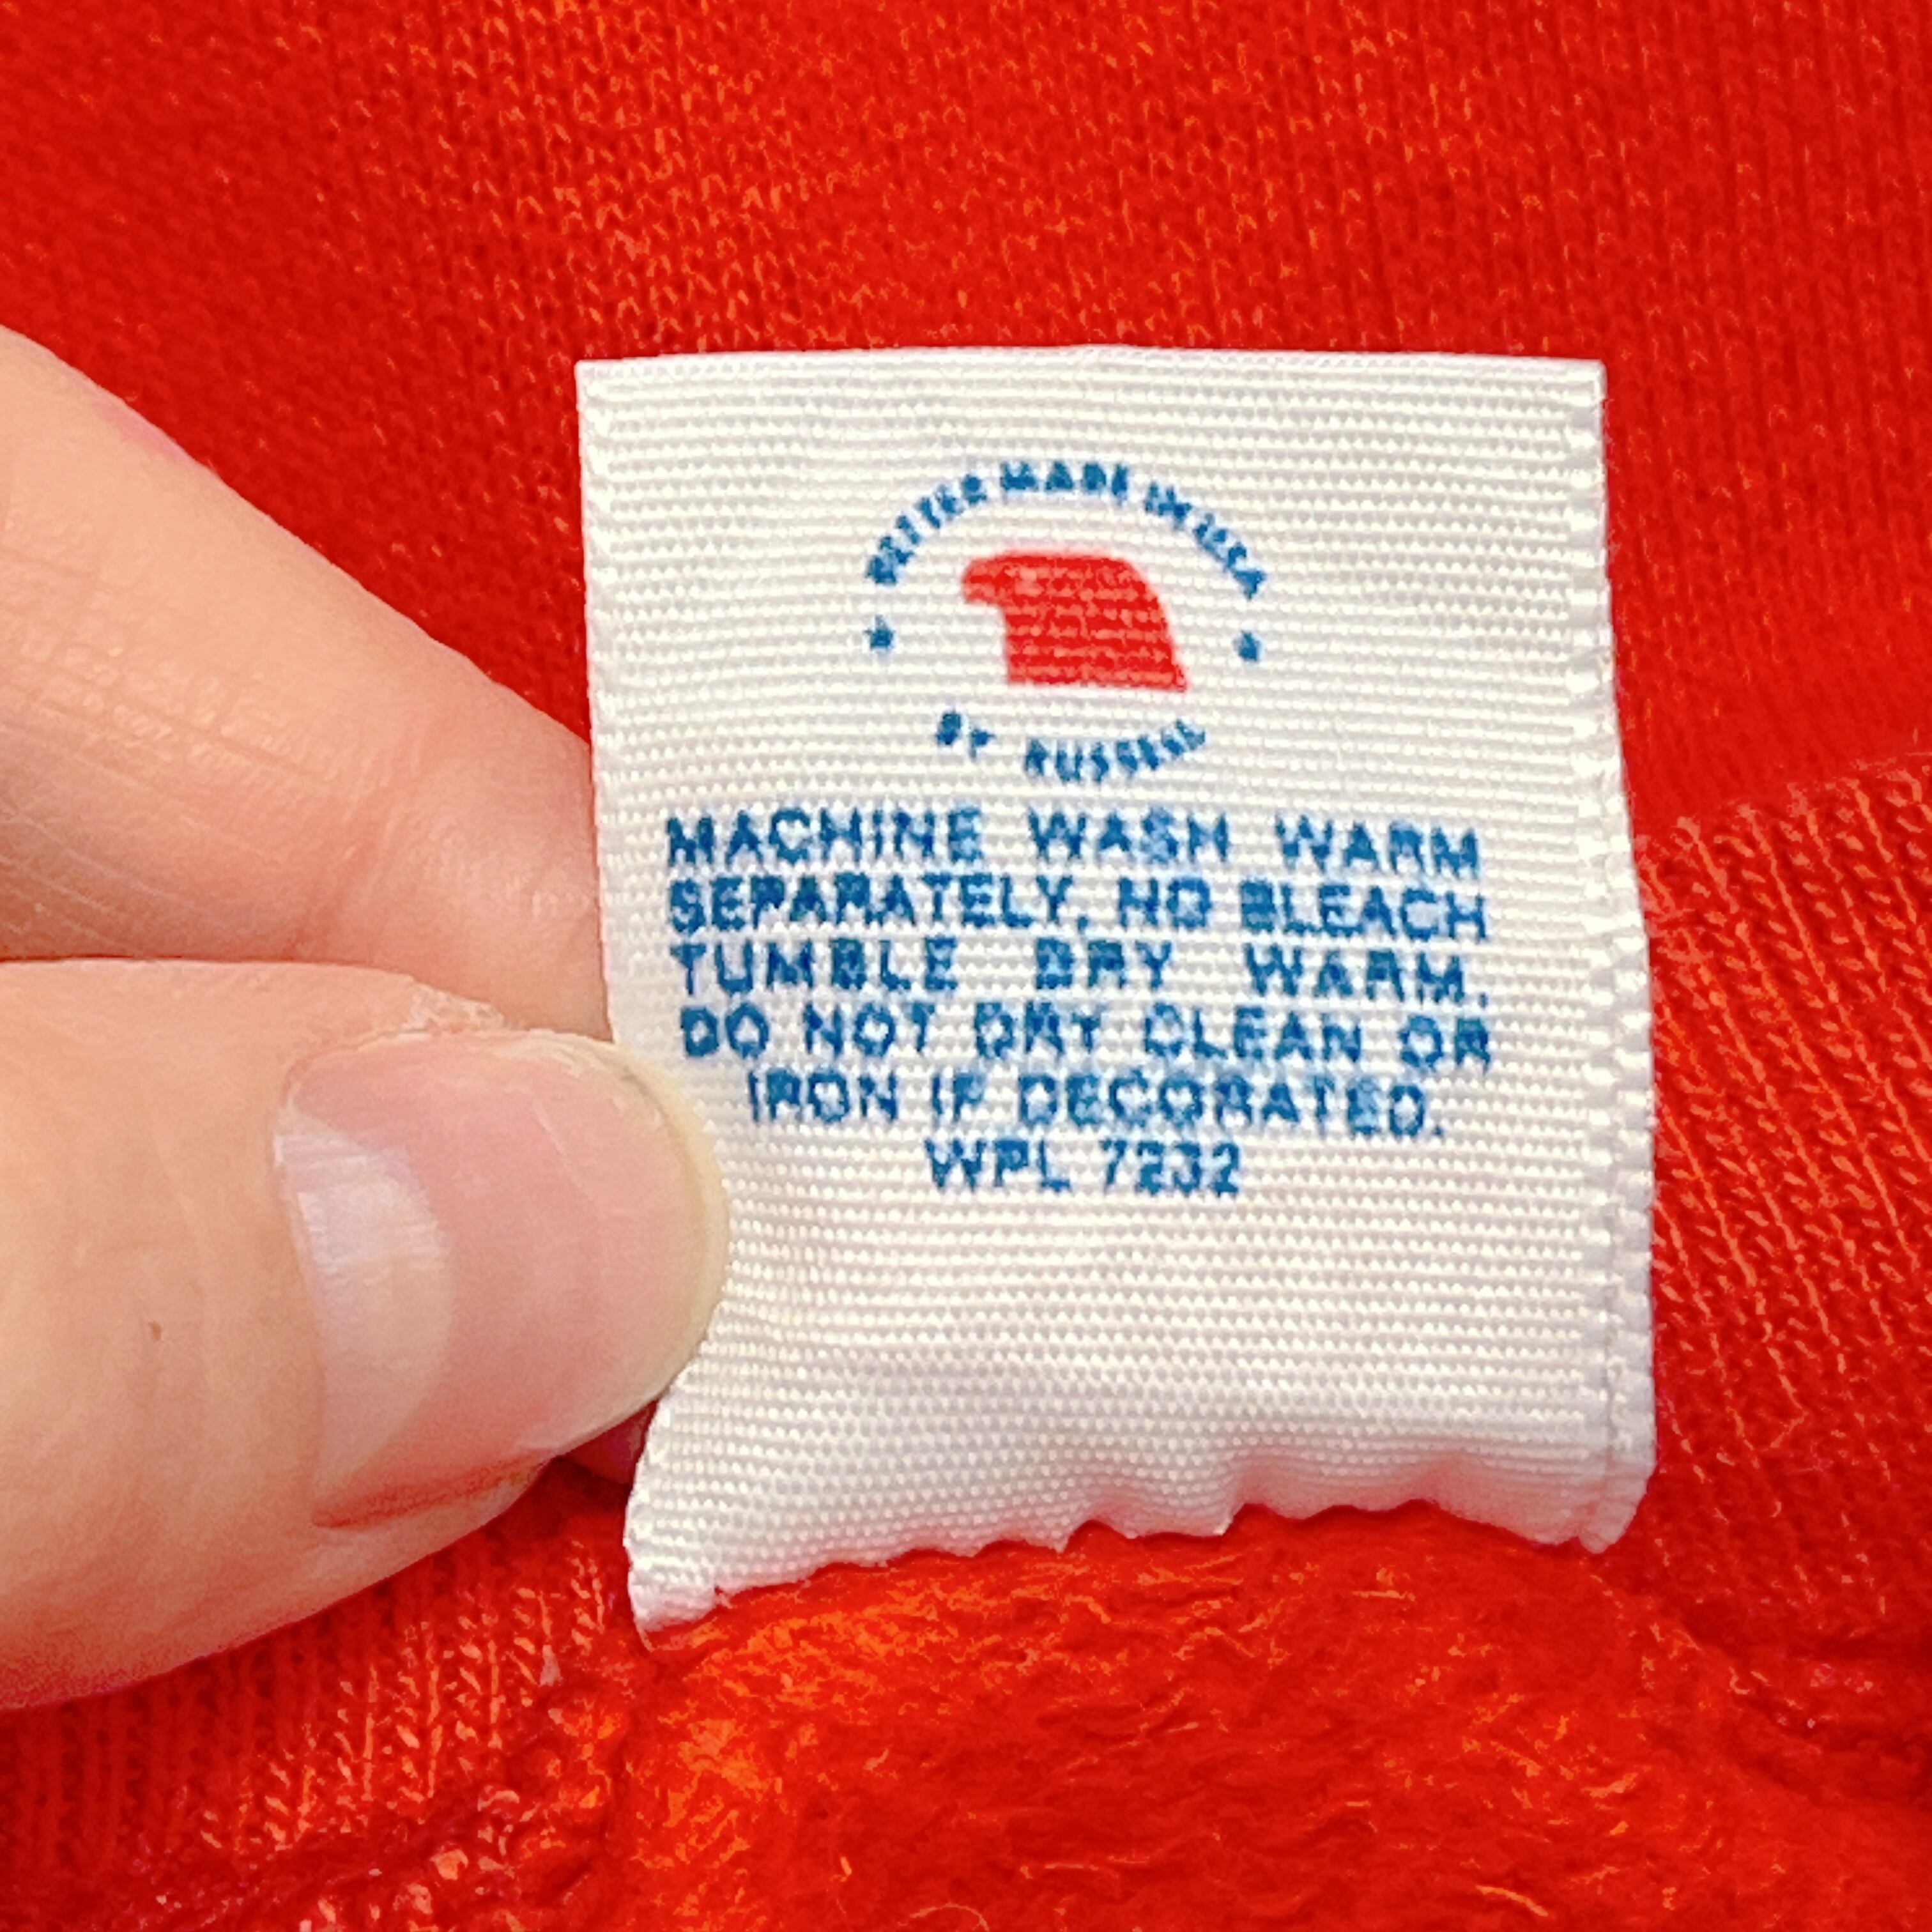 BETTER MADE IN USA
BY RUSSELL
MACHINE WASH WARM
SEPARATELY, NO BLEACH
TUMBLE DRY WARM.
DO NOT DRY CLEAN OR
IRON IF DECORATED.
WPL 7232